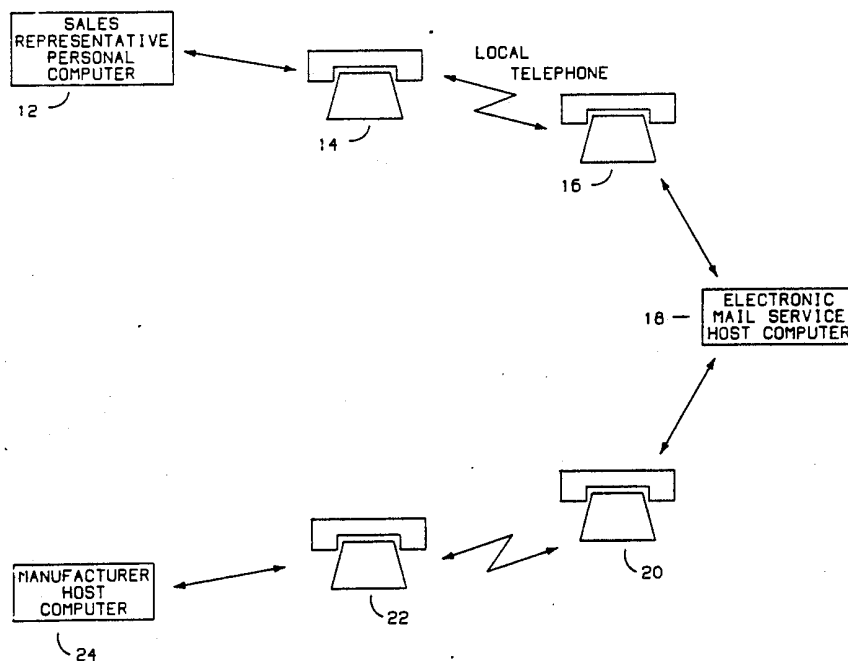 SALES
REPRESENTATIVE
PERSONAL
COMPUTER
12
14
LOCAL
TELEPHONE
16
18
ELECTRONIC
MAIL SERVICE
HOST COMPUTER
20
22
MANUFACTURER
HOST
COMPUTER
24